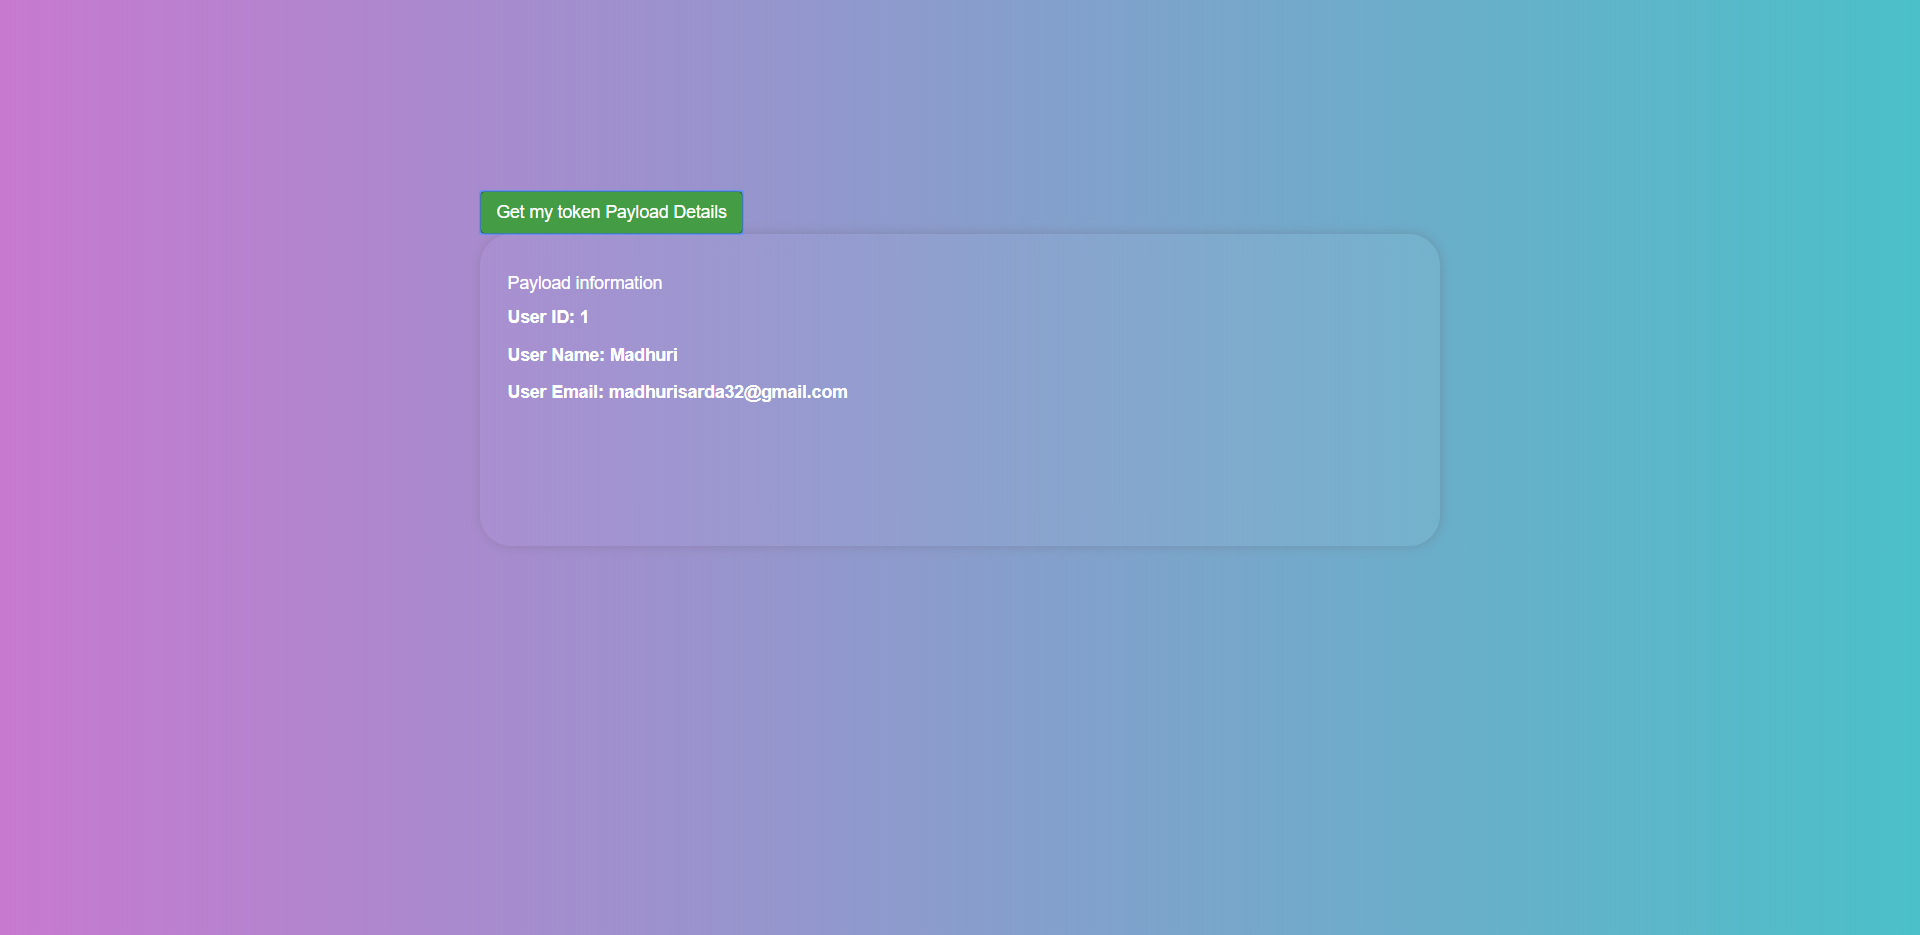 Get my token Payload Details
Payload information
User ID: 1
User Name: Madhuri
User Email: madhurisarda32@gmail.com